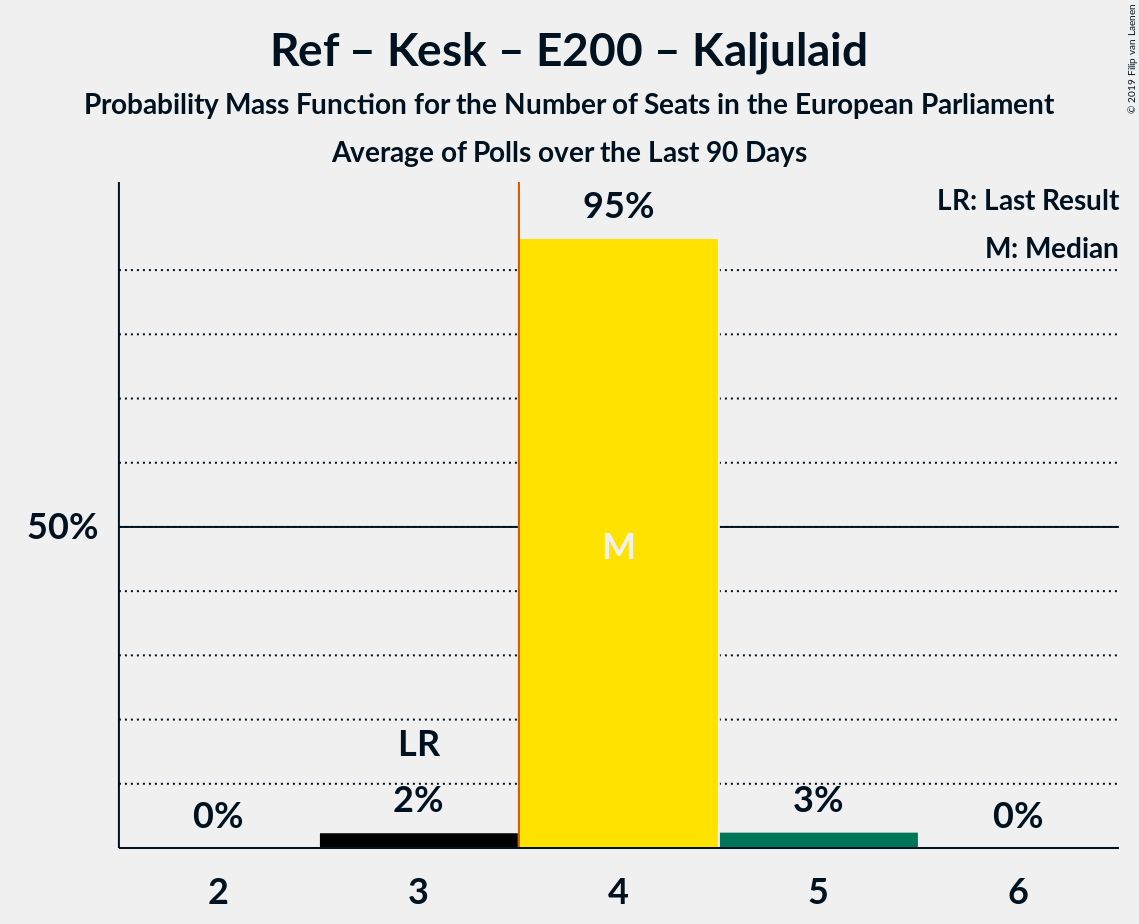 Ref – Kesk – E200 – Kaljulaid
Probability Mass Function for the Number of Seats in the European Parliament
Average of Polls over the Last 90 Days
© 2019 Filip van Laenen
LR: Last Result
M: Median
95%
50%
M
LR
0%
2%
3%
0%
2
3
4
5
6